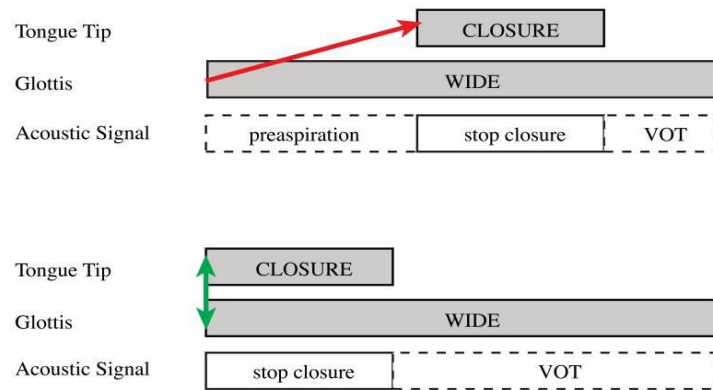 Tongue Tip CLOSURE
Glottis WIDE
Acoustic Signal preaspiration stop closure VOT
Tongue Tip CLOSURE
Glottis WIDE
Acoustic Signal stop closure VOT